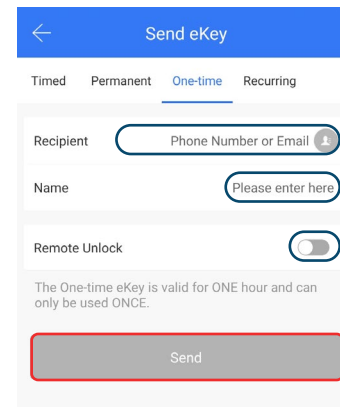 Send eKey
Timed Permanent One-time Recurring
Recipient Phone Number or Email
Name Please enter here
Remote Unlock
The One-time eKey is valid for ONE hour and can
only be used ONCE.
Send